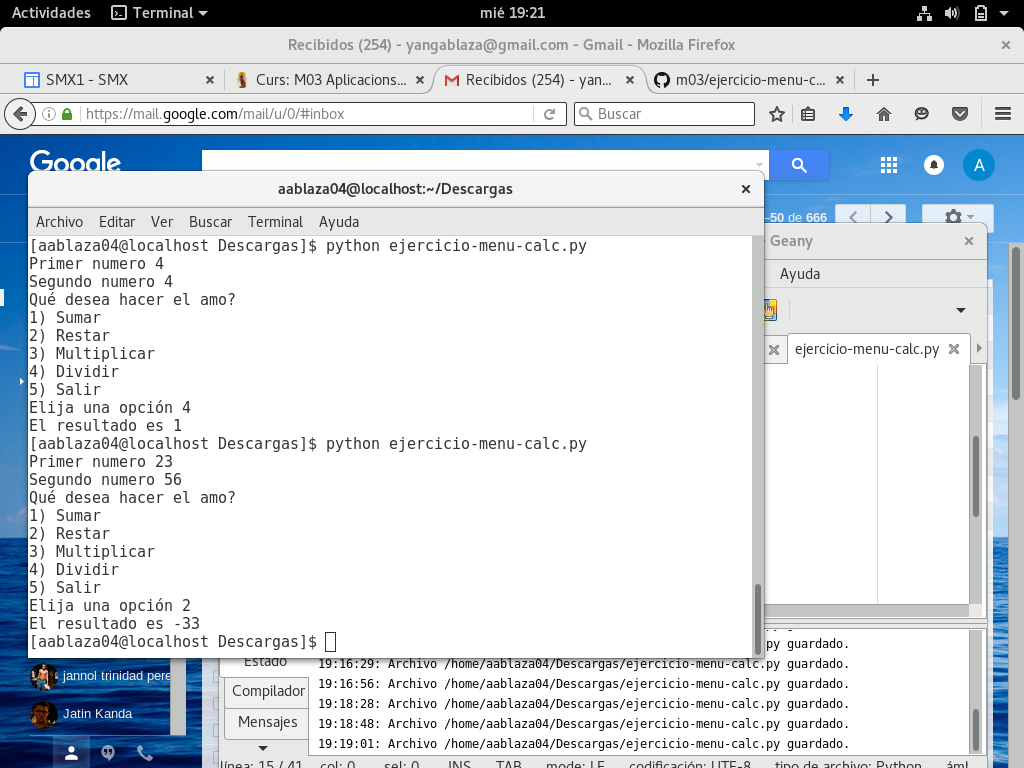 Actividades Terminal mié 19:21
Recibidos (254) - yangablaza@gmail.com - Gmail - Mozilla Firefox
SMX1 - SMX Curs: M03 Aplicacions... Recibidos (254) - yan... m03/ejercicio-menu-c...
https://mail.google.com/mail/u/0/#inbox Buscar
Google
A
aablaza04@localhost:~/Descargas
Archivo Editar Ver Buscar Terminal Ayuda
–50 de 666
Geany
Ayuda
ejercicio-menu-calc.py
[aablaza04@localhost Descargas]$ python ejercicio-menu-calc.py
Primer numero 4
Segundo numero 4
Qué desea hacer el amo?
1) Sumar
2) Restar
3) Multiplicar
4) Dividir
5) Salir
Elija una opción 4
El resultado es 1
[aablaza04@localhost Descargas]$ python ejercicio-menu-calc.py
Primer numero 23
Segundo numero 56
Qué desea hacer el amo?
1) Sumar
2) Restar
3) Multiplicar
4) Dividir
5) Salir
Elija una opción 2
El resultado es -33
[aablaza04@localhost Descargas]$
py guardado.
Estado
Compilador
Mensajes
19:16:29: Archivo /home/aablaza04/Descargas/ejercicio-menu-calc.py guardado.
19:16:56: Archivo /home/aablaza04/Descargas/ejercicio-menu-calc.py guardado.
19:18:28: Archivo /home/aablaza04/Descargas/ejercicio-menu-calc.py guardado.
19:18:48: Archivo /home/aablaza04/Descargas/ejercicio-menu-calc.py guardado.
19:19:01: Archivo /home/aablaza04/Descargas/ejercicio-menu-calc.py guardado.
jannol trinidad pere
Jatin Kanda
línea: 15 / 41 col: 0 sel: 0 INS TAB modo: LF codificación: UTF-8 tipo de archivo: Python